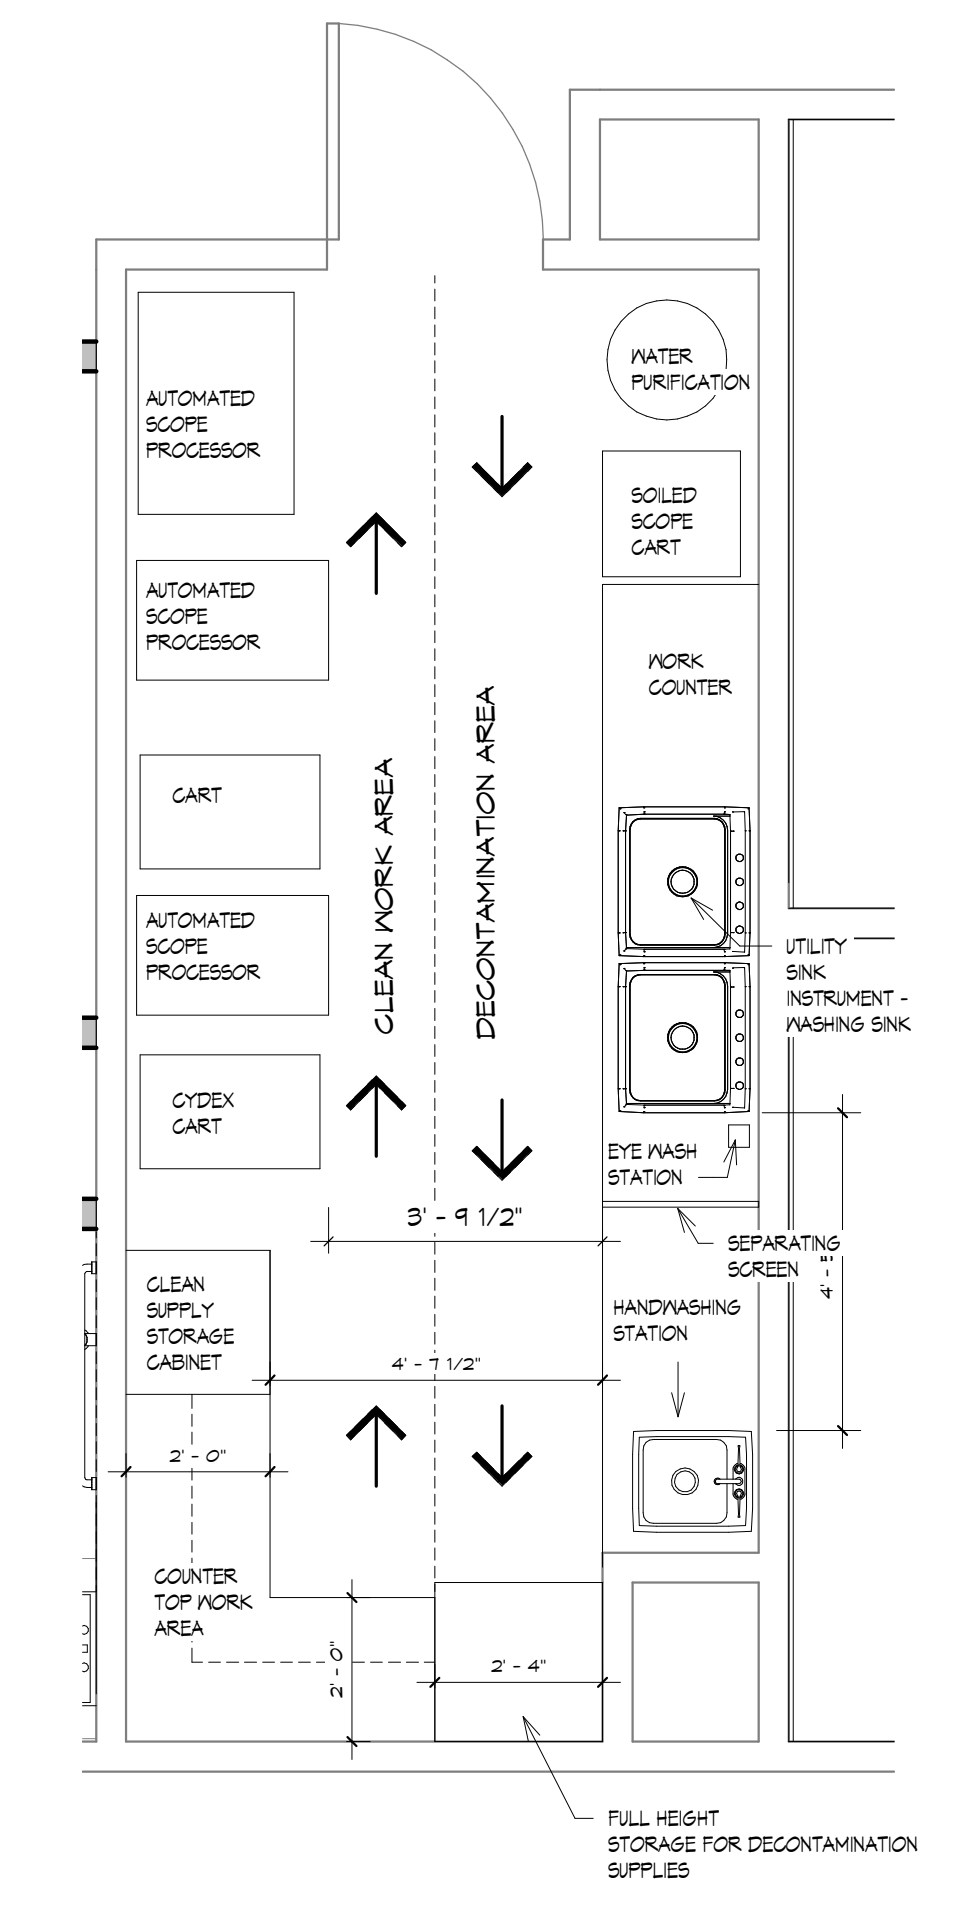 WATER
PURIFICATION
AUTOMATED
SCOPE
PROCESSOR
SOILED
SCOPE
CART
AUTOMATED
SCOPE
PROCESSOR
WORK
COUNTER
CART
CLEAN WORK AREA
DECONTAMINATION AREA
AUTOMATED
SCOPE
PROCESSOR
UTILITY
SINK
INSTRUMENT -
WASHING SINK
CYDEX
CART
EYE WASH
STATION
3' - 9 1/2"
SEPARATING
SCREEN
4' - 5"
CLEAN
SUPPLY
STORAGE
CABINET
HANDWASHING
STATION
4' - 7 1/2"
2' - 0"
COUNTER
TOP WORK
AREA
2' - 0"
2' - 4"
FULL HEIGHT
STORAGE FOR DECONTAMINATION
SUPPLIES